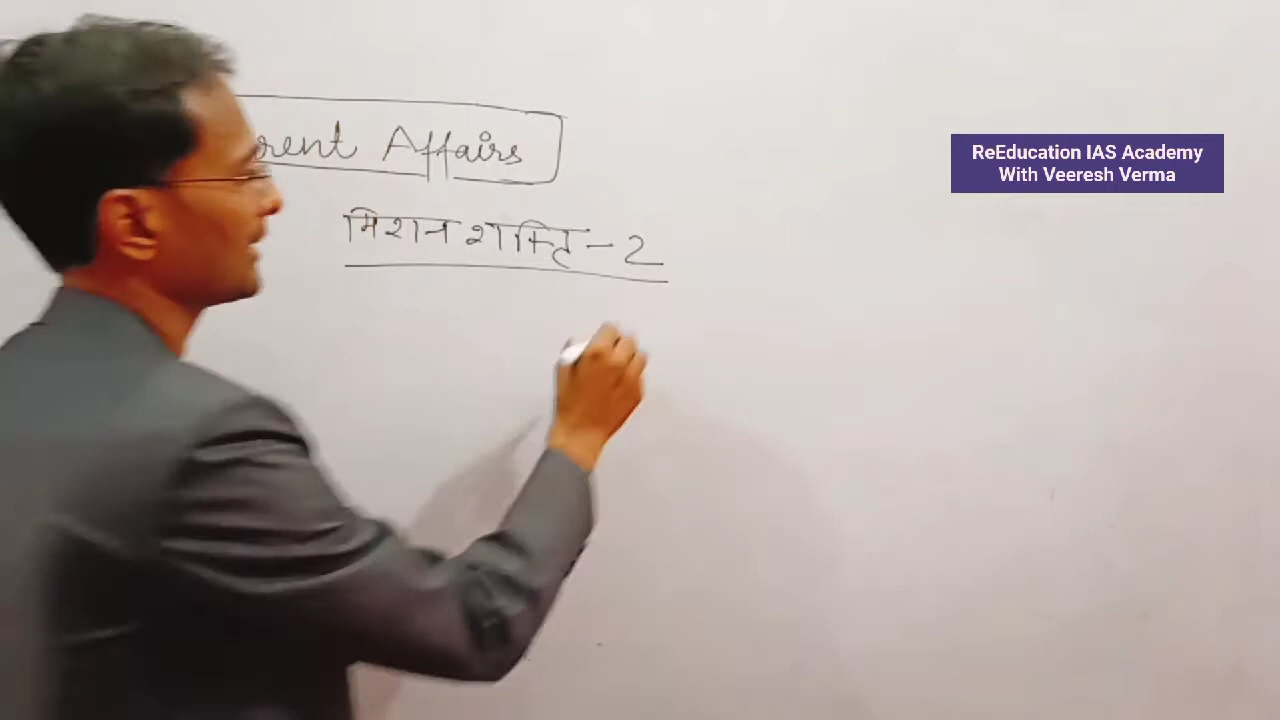 rent Affairs
मिशन शक्ति - 2
ReEducation IAS Academy
With Veeresh Verma